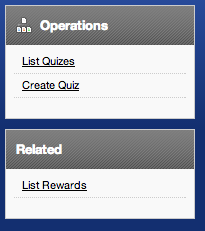 Operations
List Quizes
Create Quiz
Related
List Rewards